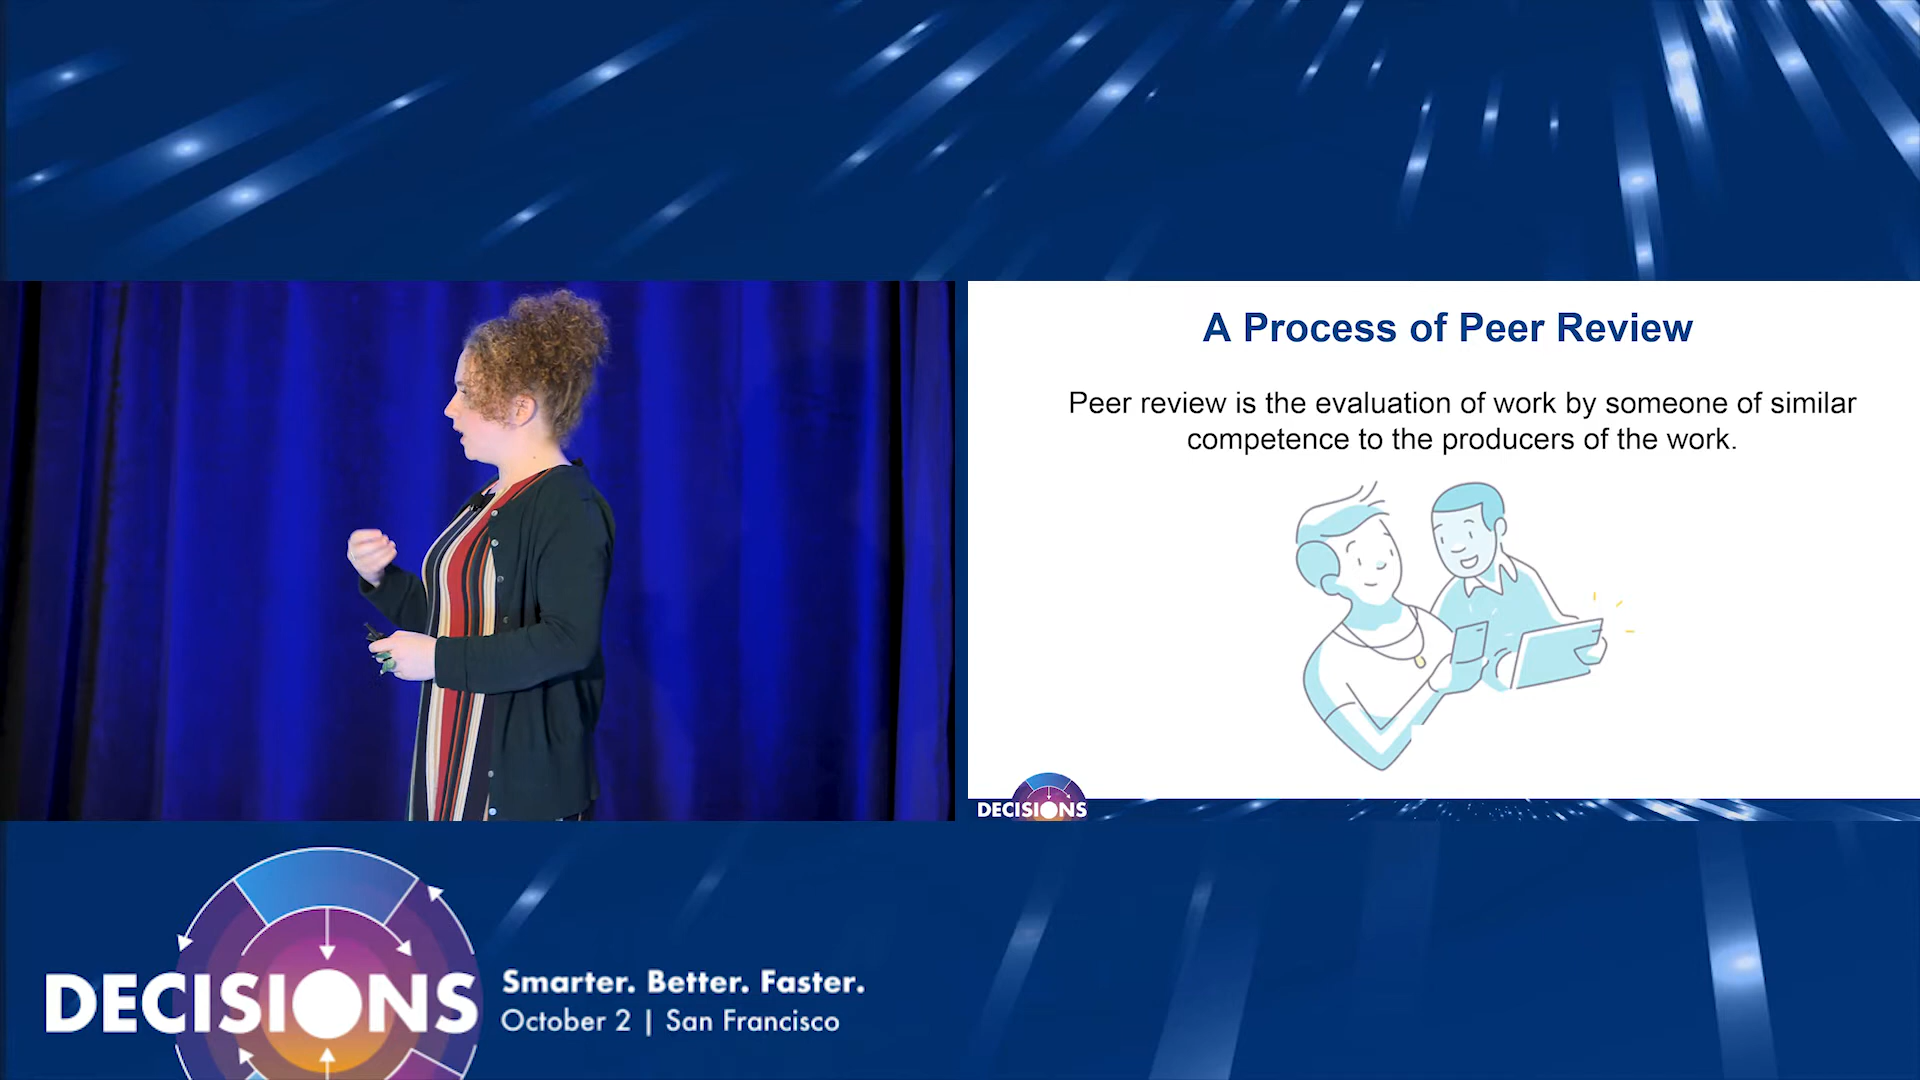 A Process of Peer Review
Peer review is the evaluation of work by someone of similar
competence to the producers of the work.
DECISIONS
DECISIONS
Smarter. Better. Faster.
October 2 | San Francisco